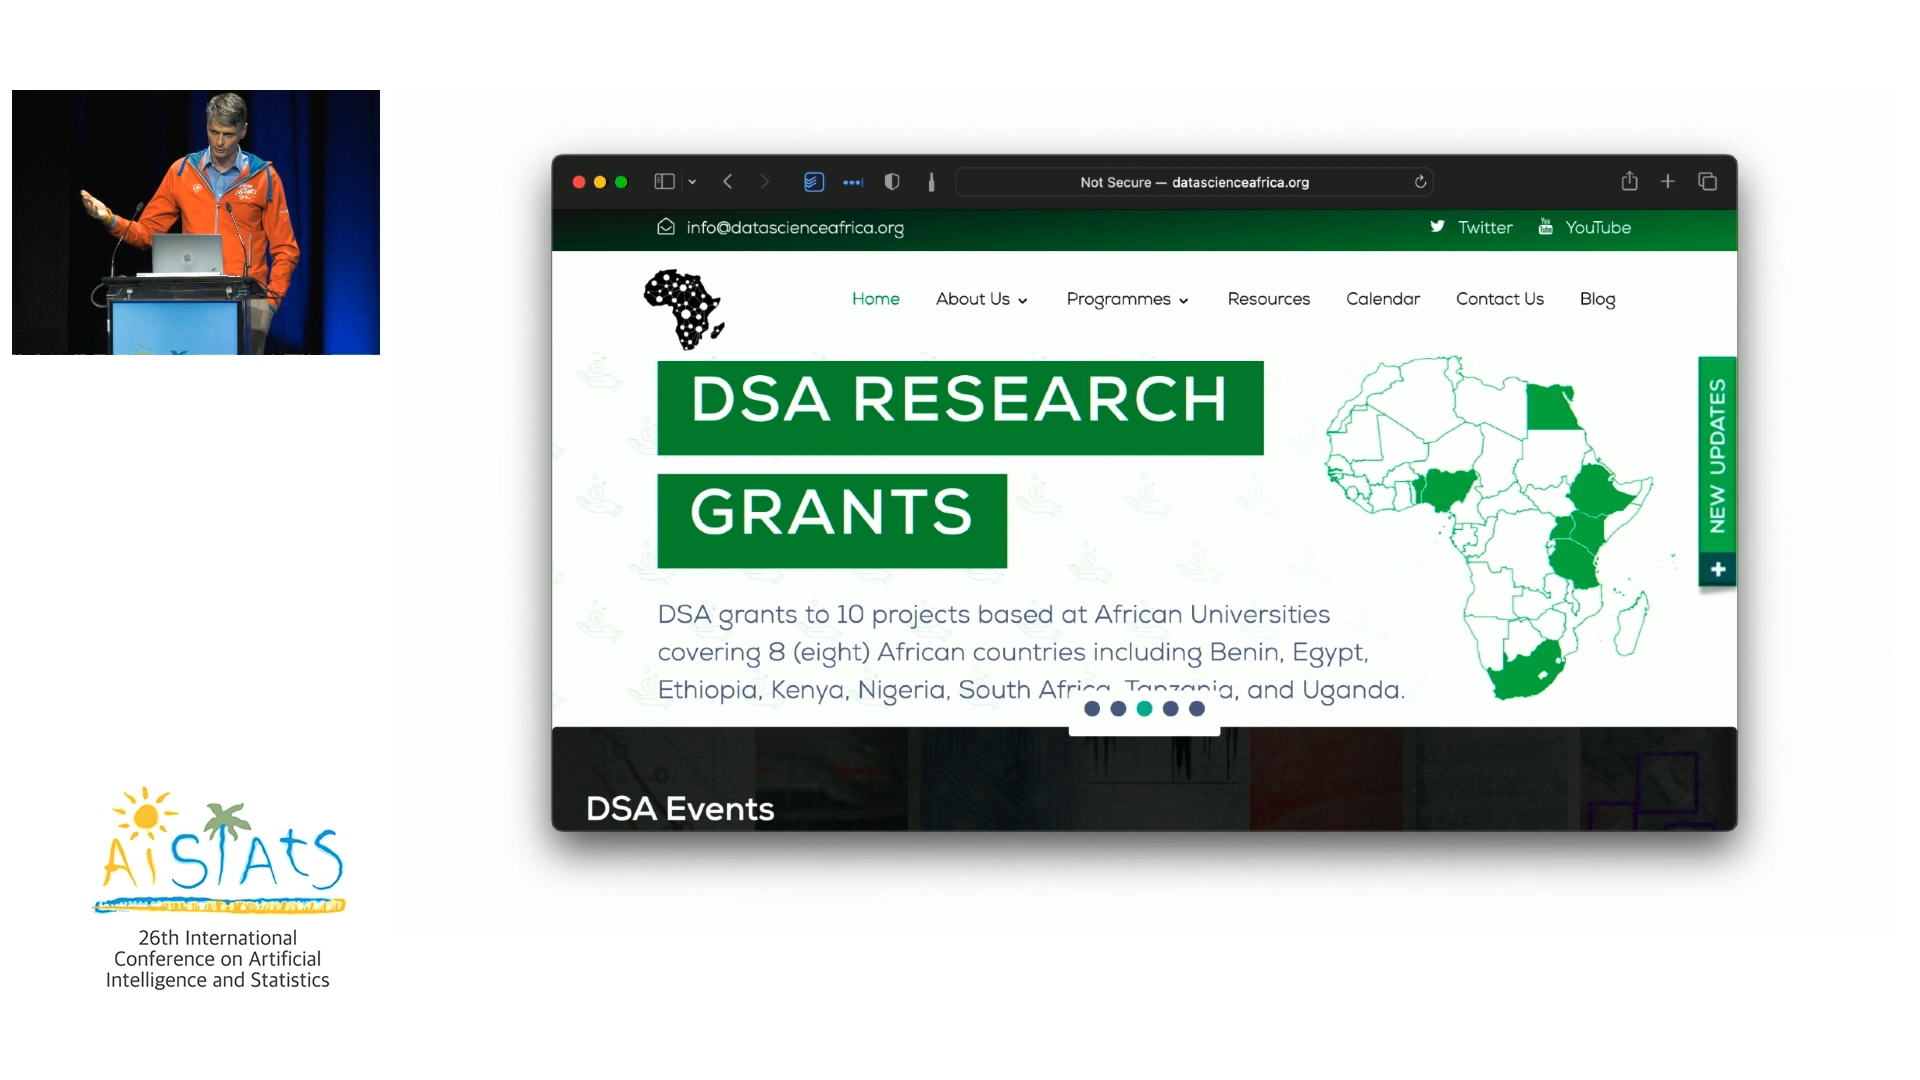 Not Secure — datascienceafrica.org
info@datascienceafrica.org
Twitter
YouTube
Home
About Us
Programmes
Resources
Calendar
Contact Us
Blog
DSA RESEARCH
GRANTS
NEW UPDATES
DSA grants to 10 projects based at African Universities
covering 8 (eight) African countries including Benin, Egypt,
Ethiopia, Kenya, Nigeria, South Africa, Tanzania, and Uganda.
DSA Events
AiSTATS
26th International
Conference on Artificial
Intelligence and Statistics